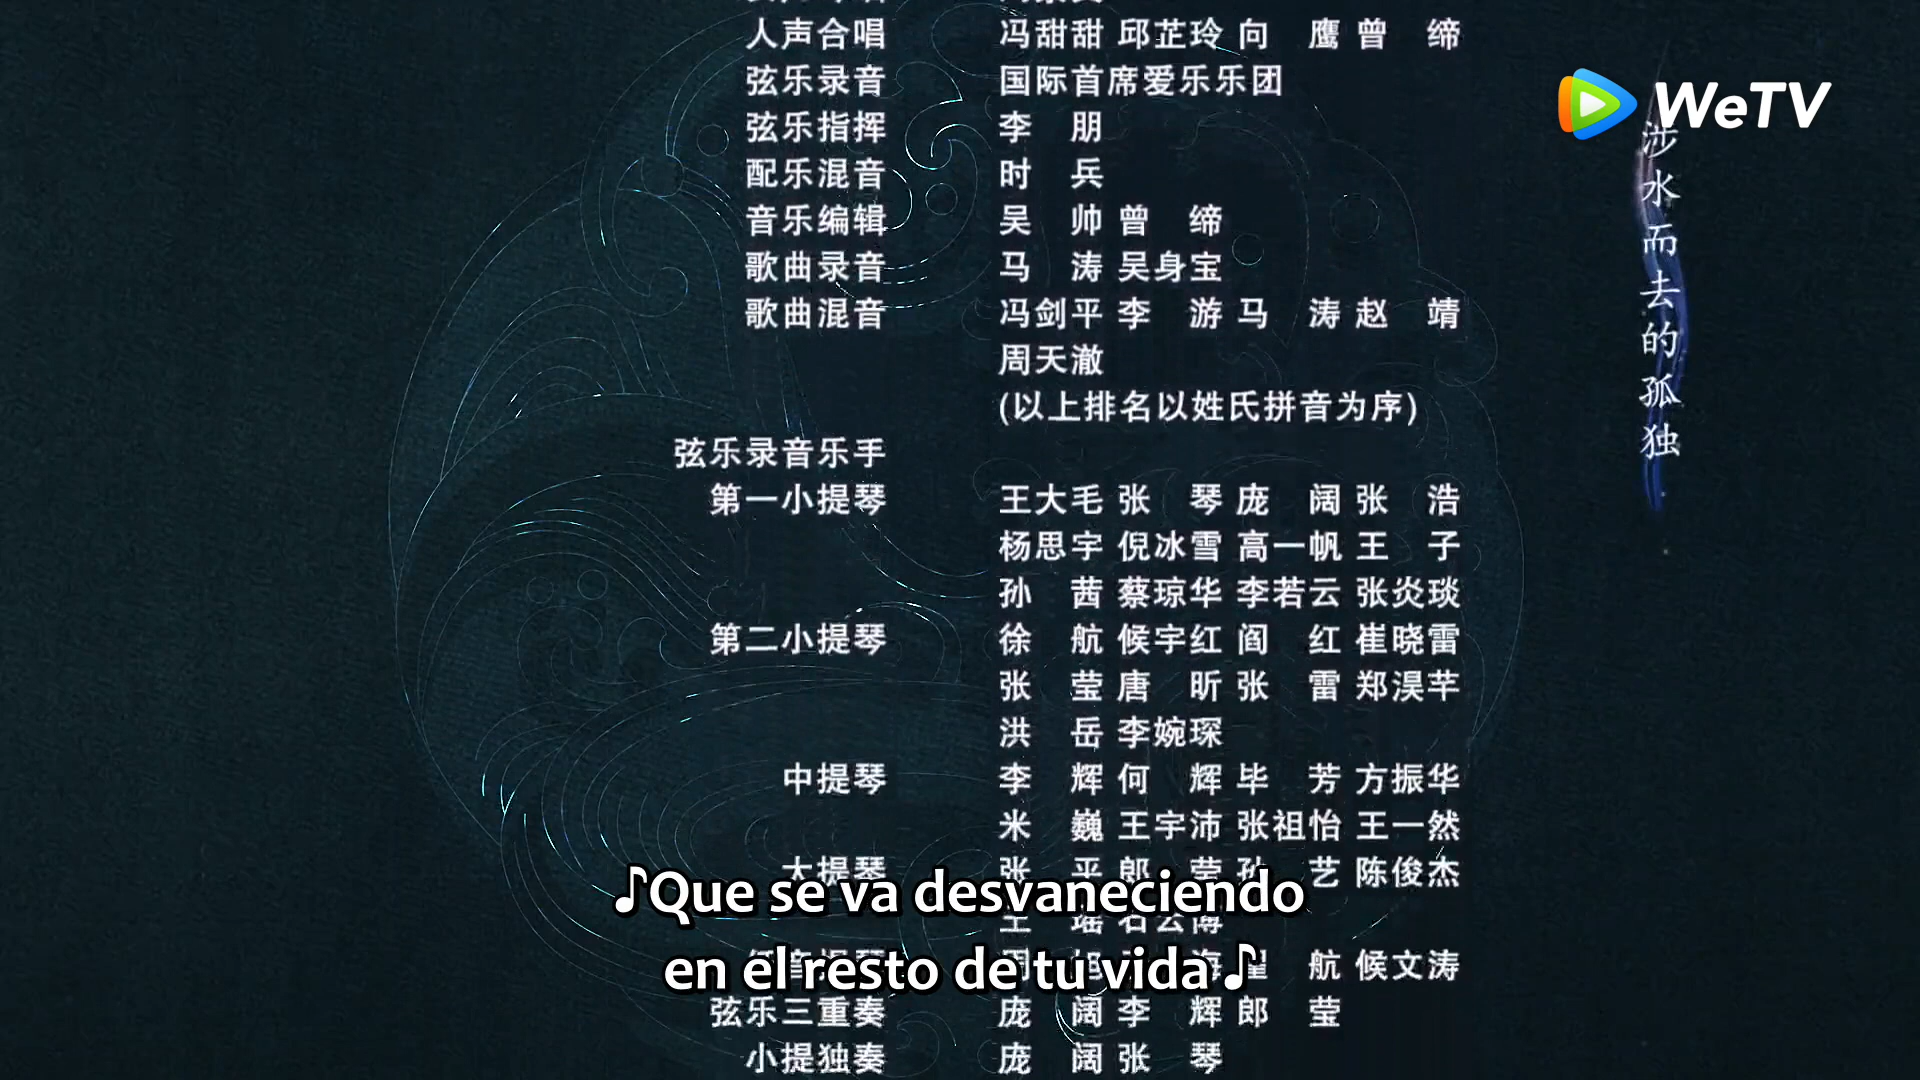 人声合唱 冯甜甜 邱芷玲 向 鹰 曾 缔
弦乐录音 国际首席爱乐乐团
弦乐指挥 李 朋
配乐混音 时 兵
音乐编辑 吴 帅 曾 缔
歌曲录音 马 涛 吴身宝
歌曲混音 冯剑平 李 游 马 涛 赵 靖
周天澈
(以上排名以姓氏拼音为序)
弦乐录音乐手
第一小提琴 王大毛 张 琴 庞 阔 张 浩
杨思宇 倪冰雪 高一帆 王 子
孙 茜 蔡琼华 李若云 张炎琰
第二小提琴 徐 航 候宇红 阎 红 崔晓雷
张 莹 唐 昕 张 雷 郑淏芊
洪 岳 李婉琛
中提琴 李 辉 何 辉 毕 芳 方振华
米 巍 王宇沛 张祖怡 王一然
大提琴 张 平 郎 莹 孙 艺 陈俊杰
航 候文涛
弦乐三重奏 庞 阔 李 辉 郎 莹
小提独奏 庞 阔 张 琴
WeTV
涉水而去的孤独
♪Que se va desvaneciendo
en el resto de tu vida♪